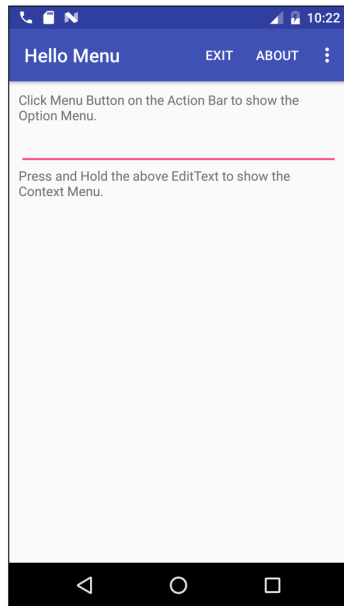 10:22
Hello Menu EXIT ABOUT
Click Menu Button on the Action Bar to show the
Option Menu.
Press and Hold the above EditText to show the
Context Menu.